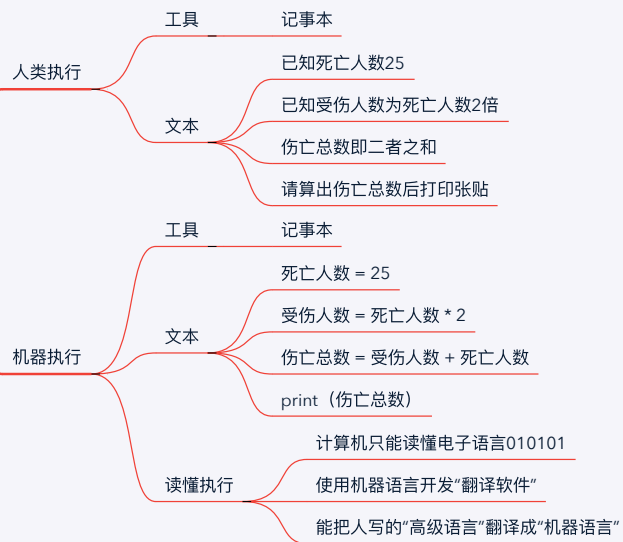 人类执行
工具
记事本
文本
已知死亡人数25
已知受伤人数为死亡人数2倍
伤亡总数即二者之和
请算出伤亡总数后打印张贴
机器执行
工具
记事本
文本
死亡人数 = 25
受伤人数 = 死亡人数 * 2
伤亡总数 = 受伤人数 + 死亡人数
print（伤亡总数）
读懂执行
计算机只能读懂电子语言010101
使用机器语言开发“翻译软件”
能把人写的“高级语言”翻译成“机器语言”